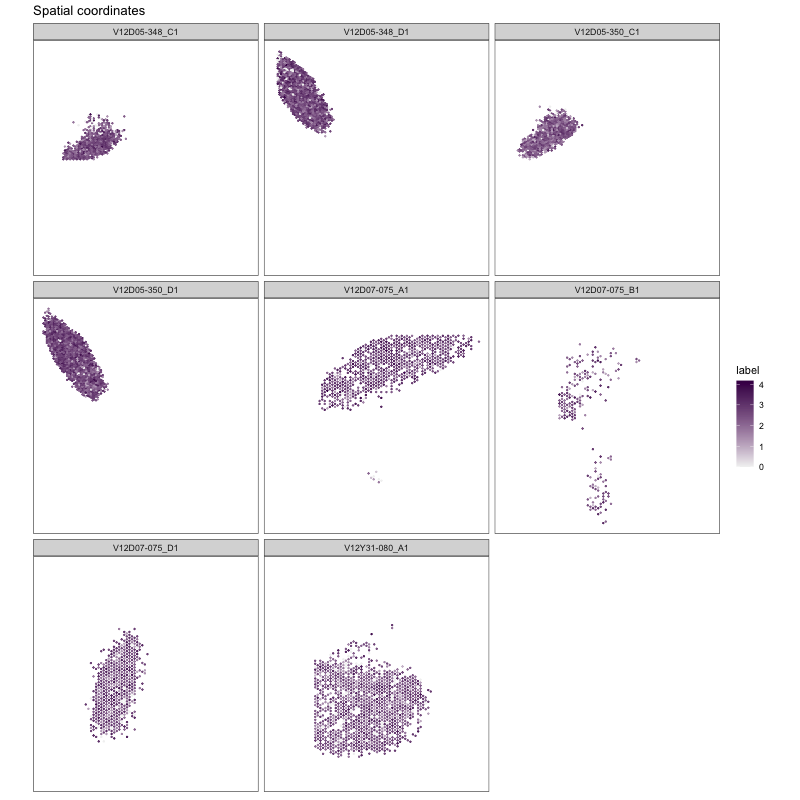 Spatial coordinates
V12D05-348_C1
V12D05-348_D1
V12D05-350_C1
V12D05-350_D1
V12D07-075_A1
V12D07-075_B1
label
4
3
2
1
0
V12D07-075_D1
V12Y31-080_A1